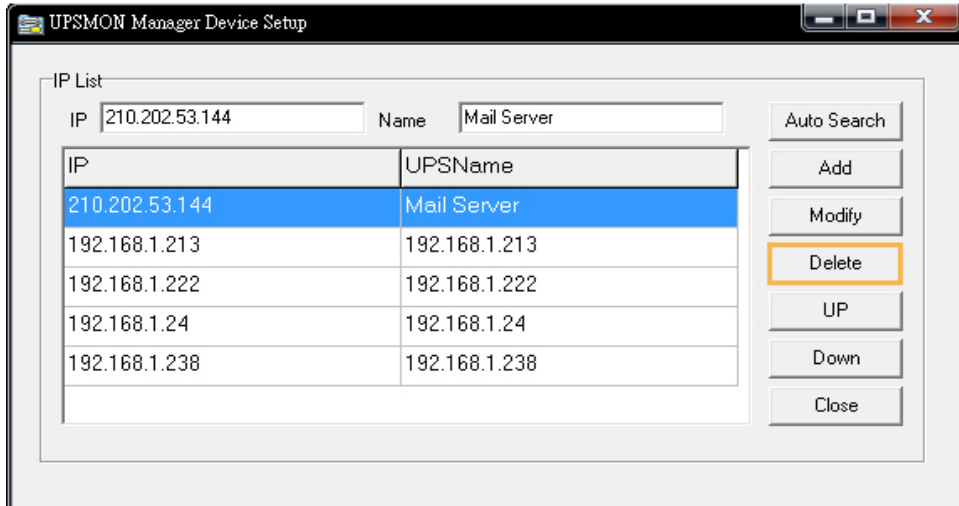 UPSMON Manager Device Setup
IP List
IP 210.202.53.144 Name Mail Server Auto Search
IP UPSName Add
210.202.53.144 Mail Server Modify
192.168.1.213 192.168.1.213 Delete
192.168.1.222 192.168.1.222 UP
192.168.1.24 192.168.1.24 Down
192.168.1.238 192.168.1.238 Close